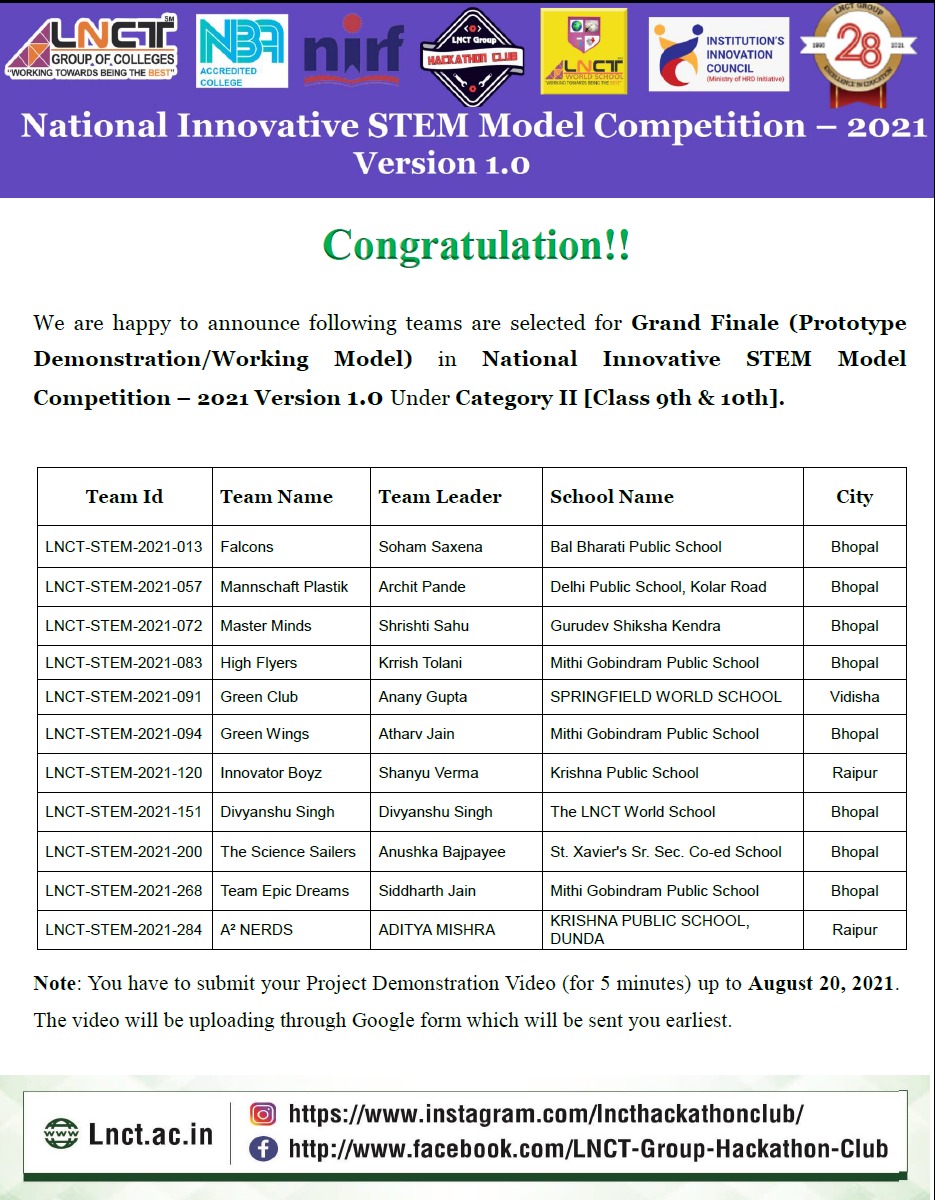 LNCT SM
GROUP OF COLLEGES
"WORKING TOWARDS BEING THE BEST"
NBA
ACCREDITED
COLLEGE
nirf
LNCT Group
HACKATHON CLUB
LNCT
WORLD SCHOOL
INSTITUTION'S
INNOVATION
COUNCIL
(Ministry of HRD Initiative)
LNCT GROUP
28
2021
EXCELLENCE IN EDUCATION
National Innovative STEM Model Competition – 2021
Version 1.0
Congratulation!!
We are happy to announce following teams are selected for Grand Finale (Prototype
Demonstration/Working Model) in National Innovative STEM Model
Competition – 2021 Version 1.0 Under Category II [Class 9th & 10th].
Team Id Team Name Team Leader School Name City
LNCT-STEM-2021-013 Falcons Soham Saxena Bal Bharati Public School Bhopal
LNCT-STEM-2021-057 Mannschaft Plastik Archit Pande Delhi Public School, Kolar Road Bhopal
LNCT-STEM-2021-072 Master Minds Shrishti Sahu Gurudev Shiksha Kendra Bhopal
LNCT-STEM-2021-083 High Flyers Krrish Tolani Mithi Gobindram Public School Bhopal
LNCT-STEM-2021-091 Green Club Anany Gupta SPRINGFIELD WORLD SCHOOL Vidisha
LNCT-STEM-2021-094 Green Wings Atharv Jain Mithi Gobindram Public School Bhopal
LNCT-STEM-2021-120 Innovator Boyz Shanyu Verma Krishna Public School Raipur
LNCT-STEM-2021-151 Divyanshu Singh Divyanshu Singh The LNCT World School Bhopal
LNCT-STEM-2021-200 The Science Sailers Anushka Bajpayee St. Xavier's Sr. Sec. Co-ed School Bhopal
LNCT-STEM-2021-268 Team Epic Dreams Siddharth Jain Mithi Gobindram Public School Bhopal
LNCT-STEM-2021-284 A² NERDS ADITYA MISHRA KRISHNA PUBLIC SCHOOL, DUNDA Raipur
Note: You have to submit your Project Demonstration Video (for 5 minutes) up to August 20, 2021.
The video will be uploading through Google form which will be sent you earliest.
Lnct.ac.in
https://www.instagram.com/lncthackathonclub/
http://www.facebook.com/LNCT-Group-Hackathon-Club